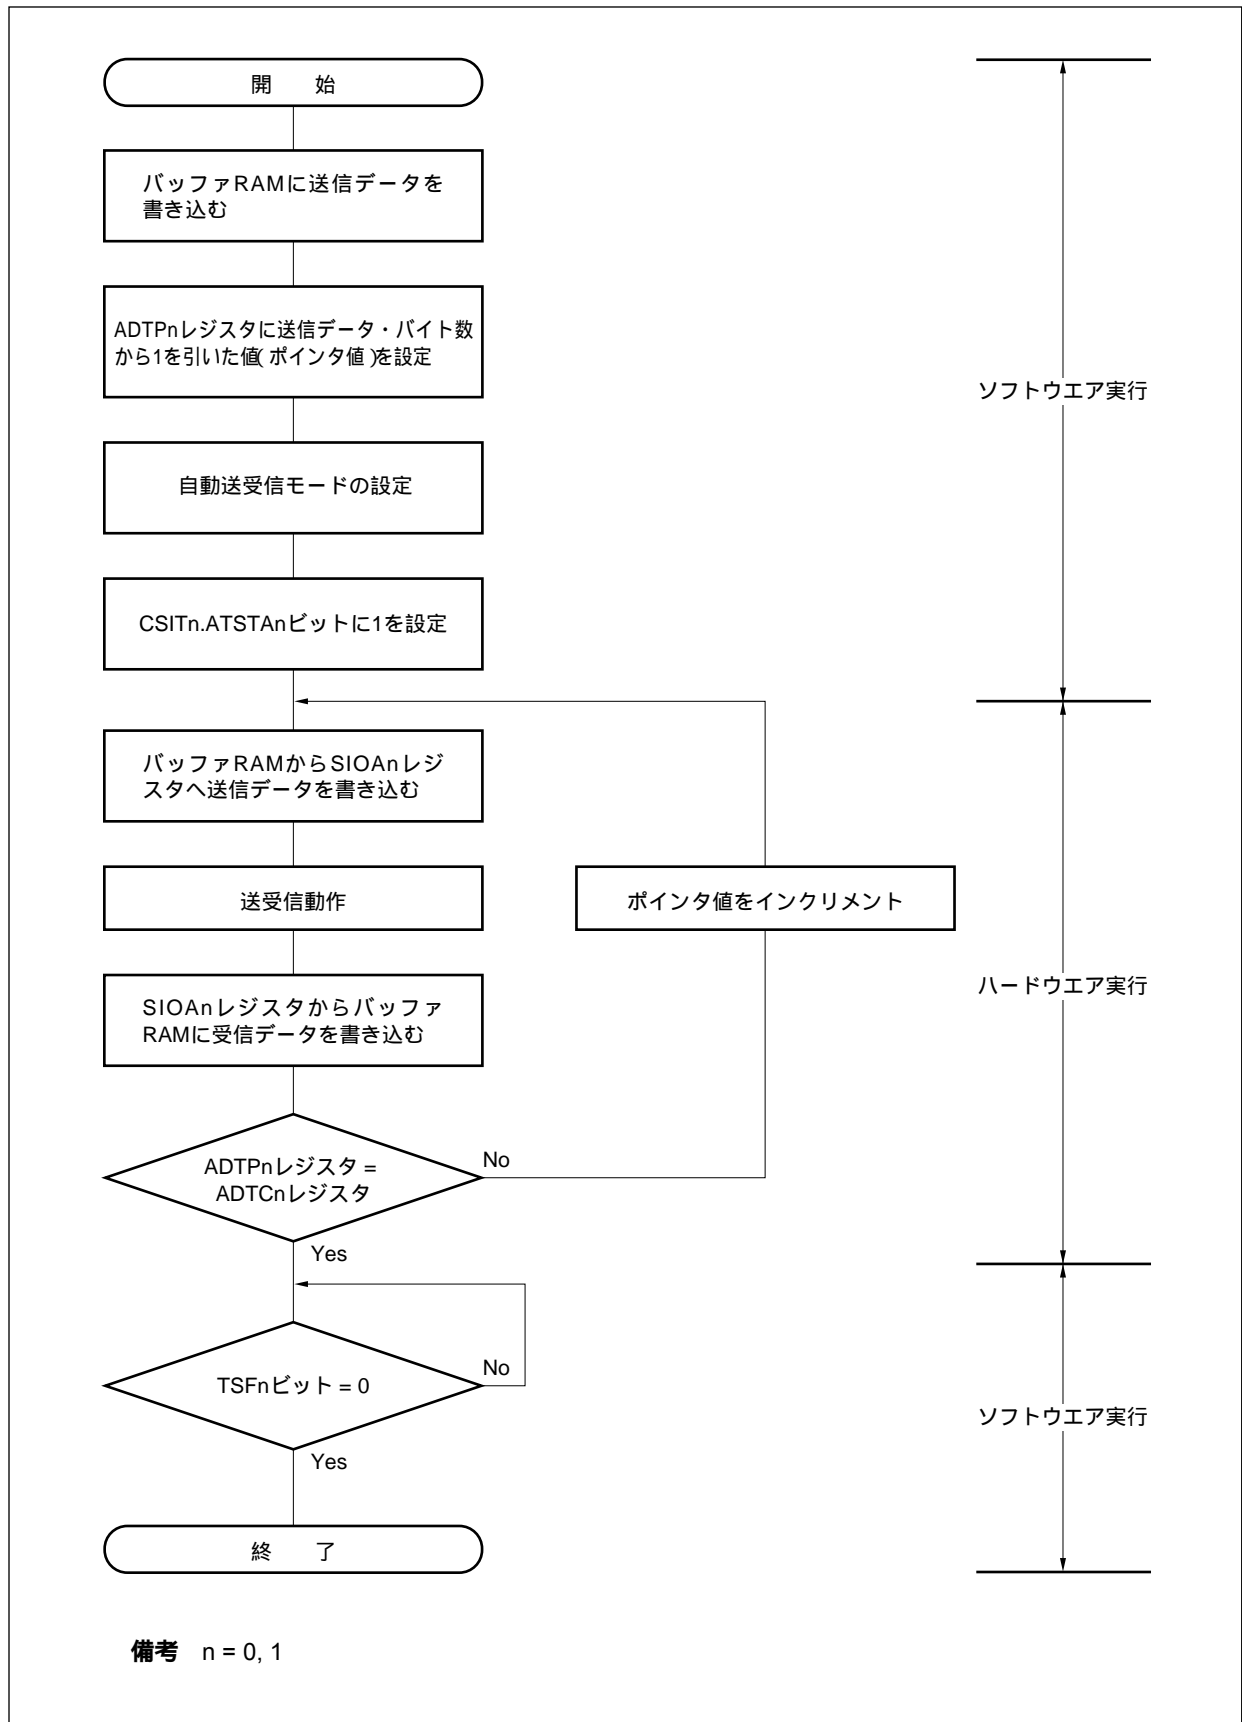 開　始
バッファRAMに送信データを
書き込む
ADTPnレジスタに送信データ・バイト数
から1を引いた値(ポインタ値)を設定
自動送受信モードの設定
CSITn.ATSTAnビットに1を設定
ソフトウエア実行
バッファRAMからSIOAnレジ
スタへ送信データを書き込む
送受信動作
ポインタ値をインクリメント
SIOAnレジスタからバッファ
RAMに受信データを書き込む
ハードウエア実行
ADTPnレジスタ =
ADTCnレジスタ
No
Yes
TSFnビット = 0
No
Yes
ソフトウエア実行
終　了
備考　n = 0, 1